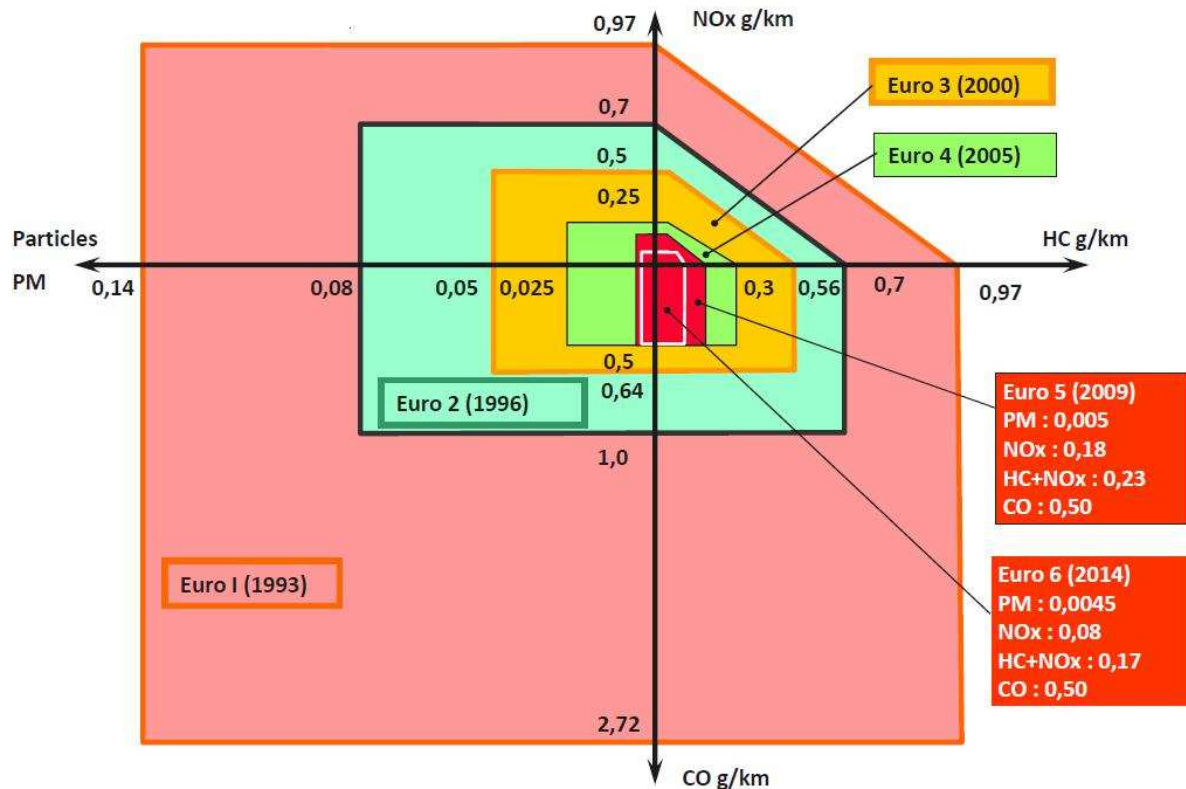 0,97
NOx g/km
Euro 3 (2000)
0,7
Euro 4 (2005)
0,5
0,25
Particles
PM
HC g/km
0,14
0,08
0,05
0,025
0,3
0,56
0,7
0,97
0,5
0,64
Euro 2 (1996)
1,0
Euro 5 (2009)
PM : 0,005
NOx : 0,18
HC+NOx : 0,23
CO : 0,50
Euro I (1993)
Euro 6 (2014)
PM : 0,0045
NOx : 0,08
HC+NOx : 0,17
CO : 0,50
2,72
CO g/km